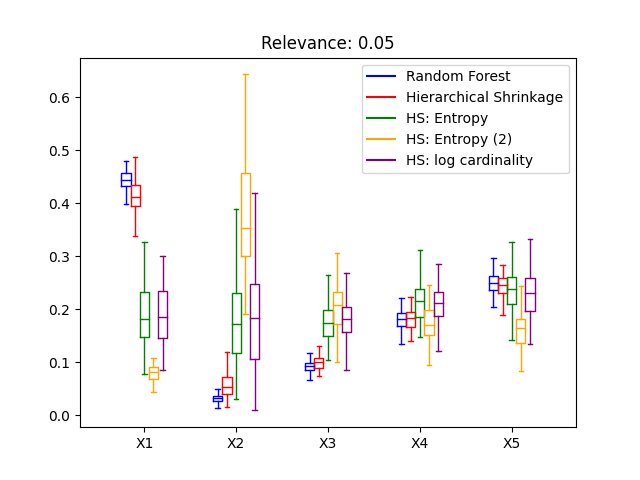 Relevance: 0.05
Random Forest
Hierarchical Shrinkage
HS: Entropy
HS: Entropy (2)
HS: log cardinality
0.6
0.5
0.4
0.3
0.2
0.1
0.0
X1 X2 X3 X4 X5